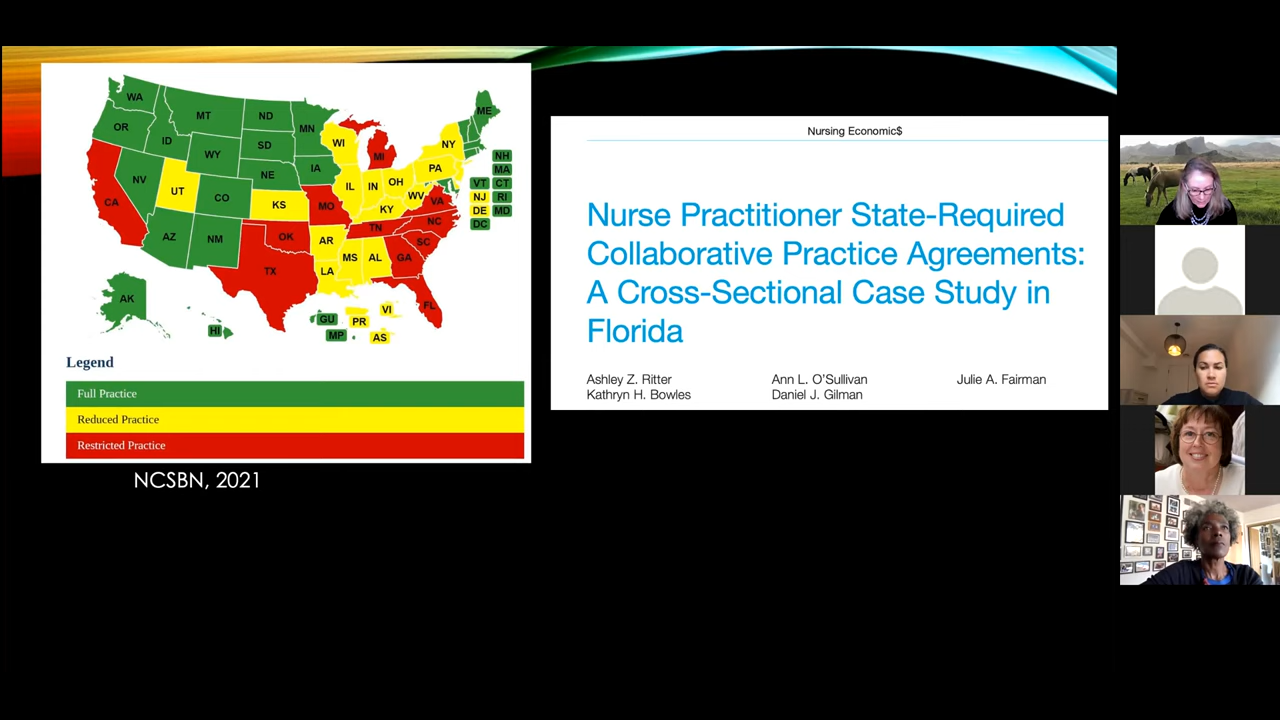 WA
MT
ND
MN
ME
OR
ID
SD
WI
MI
NY
WY
IA
NH
MA
NE
PA
VT
CT
NV
UT
CO
IL
IN
OH
NJ
RI
CA
KS
MO
KY
WV
VA
DE
MD
DC
AZ
NM
OK
AR
TN
NC
SC
TX
LA
MS
AL
GA
AK
FL
HI
GU
PR
VI
MP
AS
Legend
Full Practice
Reduced Practice
Restricted Practice
NCSBN, 2021
Nursing Economic$
Nurse Practitioner State-Required
Collaborative Practice Agreements:
A Cross-Sectional Case Study in
Florida
Ashley Z. Ritter
Kathryn H. Bowles
Ann L. O'Sullivan
Daniel J. Gilman
Julie A. Fairman